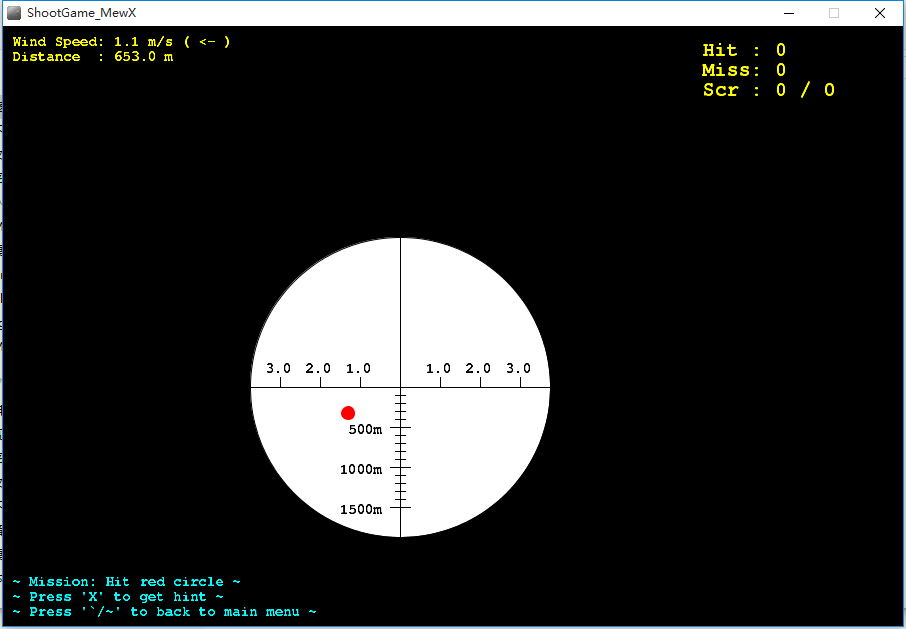 ShootGame_MewX
Wind Speed: 1.1 m/s ( <- )
Distance  : 653.0 m
Hit : 0
Miss: 0
Scr : 0 / 0
3.0 2.0 1.0 1.0 2.0 3.0
500m
1000m
1500m
~ Mission: Hit red circle ~
~ Press 'X' to get hint ~
~ Press '`/~' to back to main menu ~